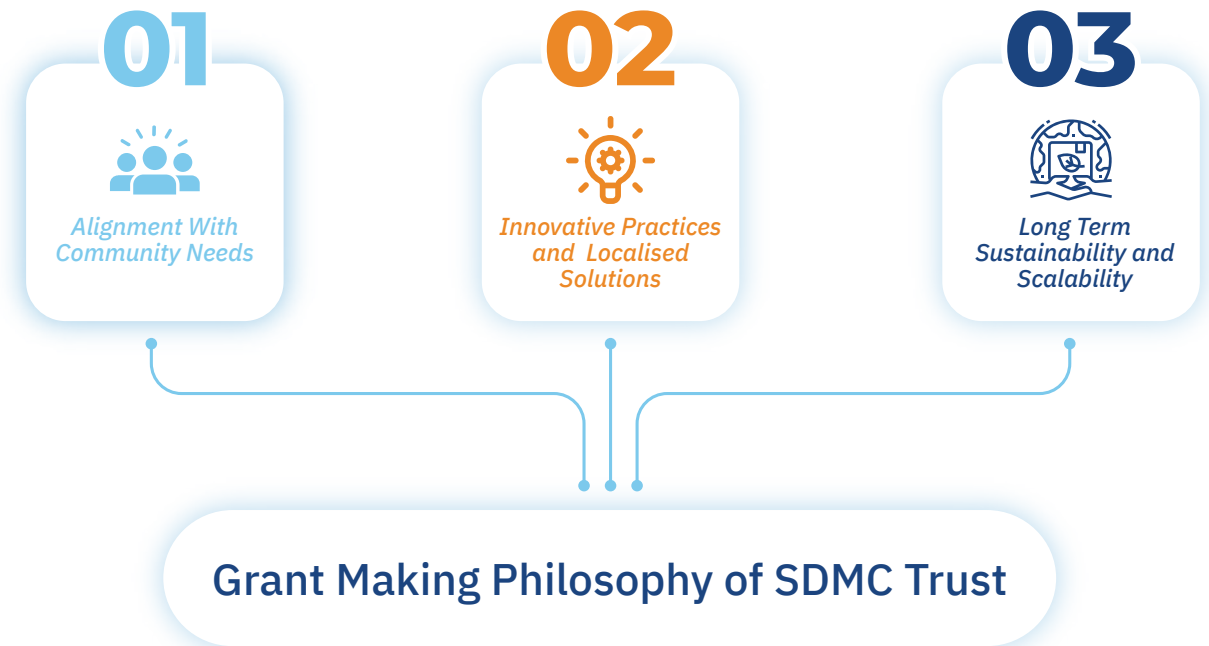 01
Alignment With
Community Needs
02
Innovative Practices
and Localised
Solutions
03
Long Term
Sustainability and
Scalability
Grant Making Philosophy of SDMC Trust